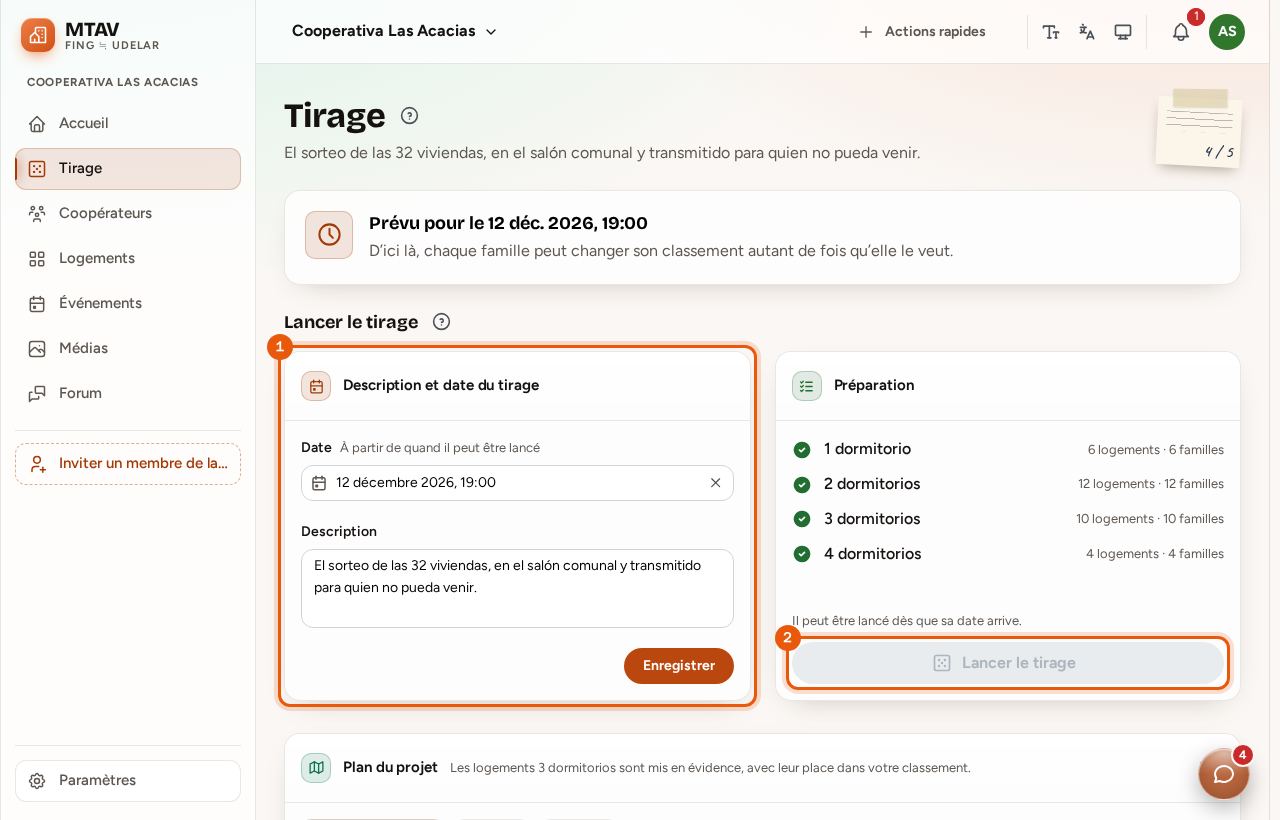 MTAV
FING ≒ UDELAR
COOPERATIVA LAS ACACIAS
Accueil
Tirage
Coopérateurs
Logements
Événements
Médias
Forum
Inviter un membre de la…
Paramètres
Cooperativa Las Acacias
Actions rapides
1
AS
Tirage
El sorteo de las 32 viviendas, en el salón comunal y transmitido para quien no pueda venir.
4 / 5
Prévu pour le 12 déc. 2026, 19:00
D’ici là, chaque famille peut changer son classement autant de fois qu’elle le veut.
Lancer le tirage
1
Description et date du tirage
Date À partir de quand il peut être lancé
12 décembre 2026, 19:00
Description
El sorteo de las 32 viviendas, en el salón comunal y transmitido
para quien no pueda venir.
Enregistrer
Préparation
1 dormitorio 6 logements · 6 familles
2 dormitorios 12 logements · 12 familles
3 dormitorios 10 logements · 10 familles
4 dormitorios 4 logements · 4 familles
Il peut être lancé dès que sa date arrive.
2
Lancer le tirage
Plan du projet Les logements 3 dormitorios sont mis en évidence, avec leur place dans votre classement.
4